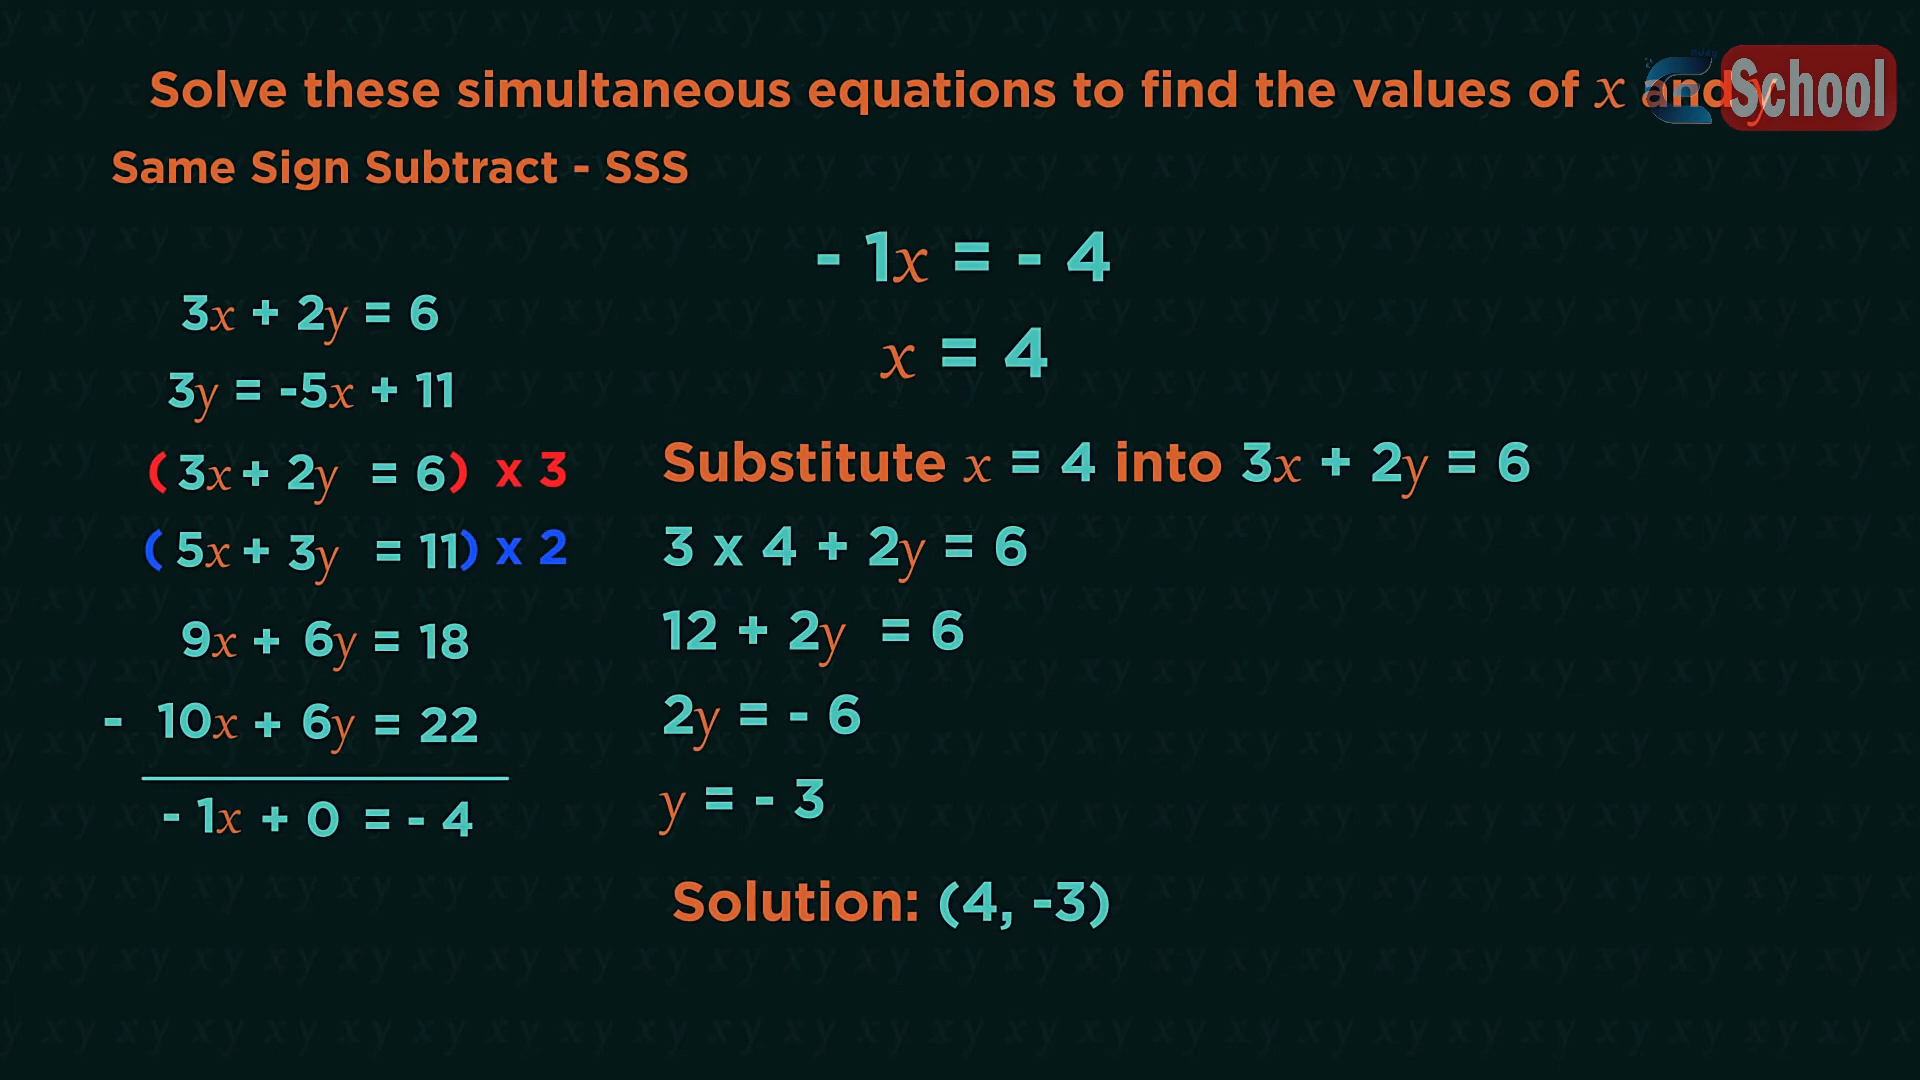 Solve these simultaneous equations to find the values of x and y
School
Same Sign Subtract - SSS
3x + 2y = 6
3y = -5x + 11
(3x + 2y = 6) x 3
(5x + 3y = 11) x 2
9x + 6y = 18
- 10x + 6y = 22
- 1x + 0 = - 4
- 1x = - 4
x = 4
Substitute x = 4 into 3x + 2y = 6
3 x 4 + 2y = 6
12 + 2y = 6
2y = - 6
y = - 3
Solution: (4, -3)